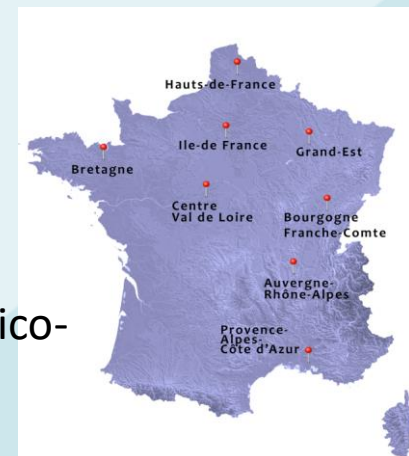 Hauts-de-France
Ile-de France
Grand-Est
Bretagne
Centre
Val de Loire
Bourgogne
Franche-Comte
Auvergne-
Rhône-Alpes
ico-
Provence-
Alpes-
Côte d'Azur